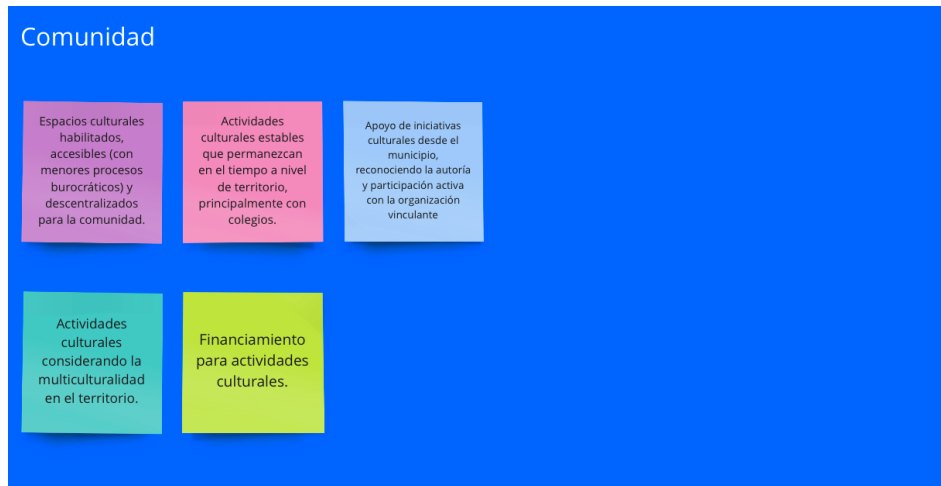 Comunidad
Espacios culturales
habilitados,
accesibles (con
menores procesos
burocráticos) y
descentralizados
para la comunidad.
Actividades
culturales estables
que permanezcan
en el tiempo a nivel
de territorio,
principalmente con
colegios.
Apoyo de iniciativas
culturales desde el
municipio,
reconociendo la autoría
y participación activa
con la organización
vinculante
Actividades
culturales
considerando la
multiculturalidad
en el territorio.
Financiamiento
para actividades
culturales.